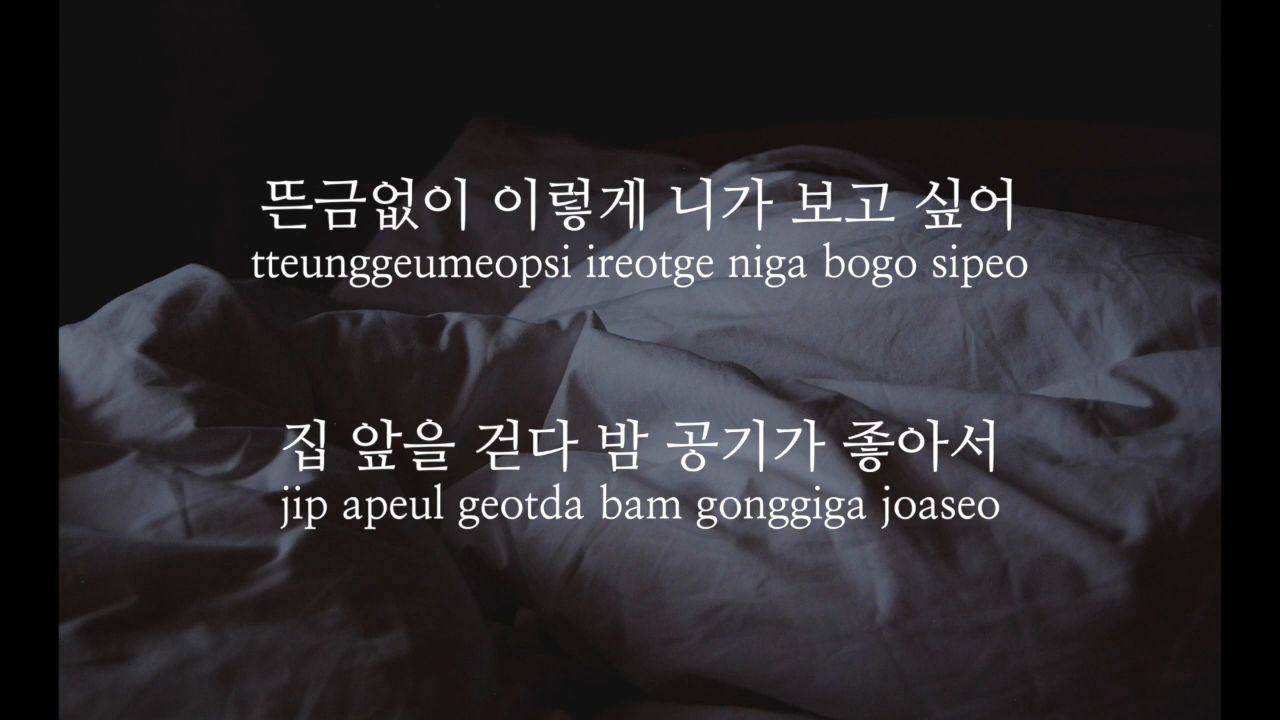 뜬금없이 이렇게 니가 보고 싶어
tteunggeumeopsi ireotge niga bogo sipeo
집 앞을 걷다 밤 공기가 좋아서
jip apeul geotda bam gonggiga joaseo